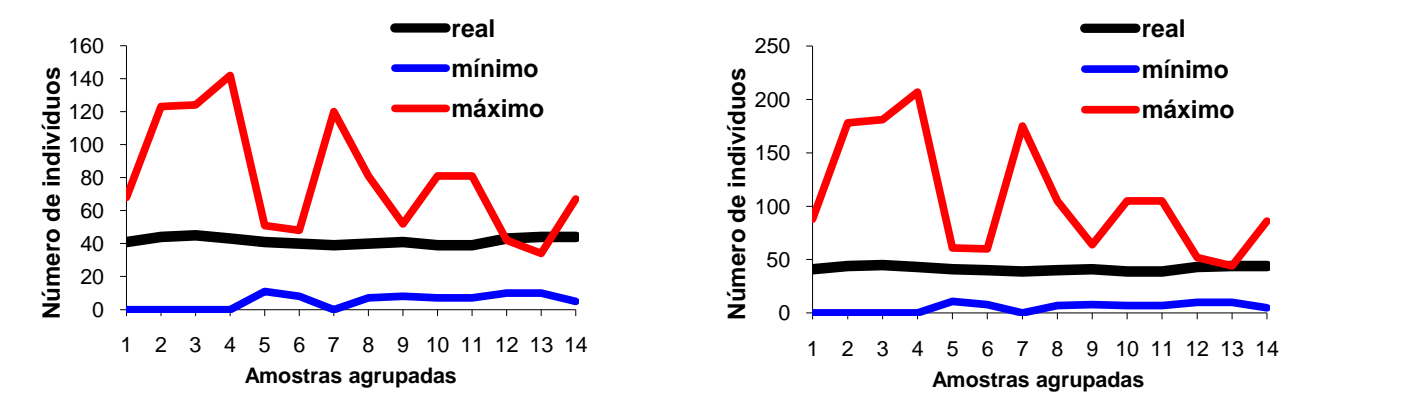 real
mínimo
máximo
160
140
120
100
80
60
40
20
0
Número de indivíduos
1 2 3 4 5 6 7 8 9 10 11 12 13 14
Amostras agrupadas
real
mínimo
máximo
250
200
150
100
50
0
Número de indivíduos
1 2 3 4 5 6 7 8 9 10 11 12 13 14
Amostras agrupadas